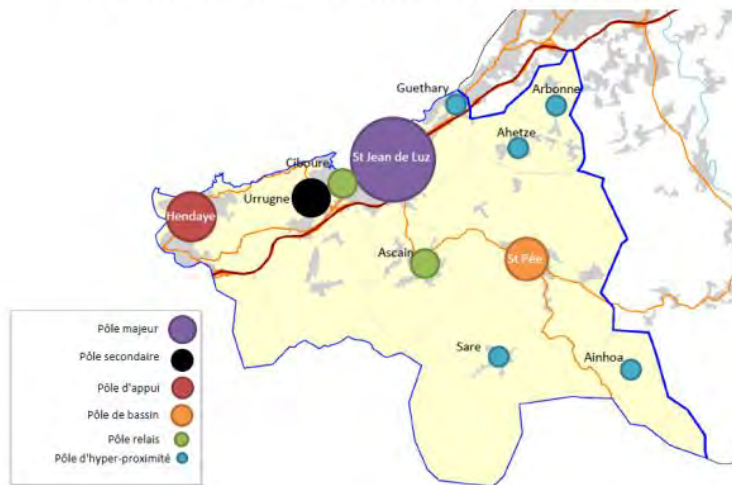 Guethary
Arbonne
Ahetze
St Jean de Luz
Ciboure
Urrugne
Hendaye
Ascain
St Pée
Sare
Ainhoa
Pôle majeur
Pôle secondaire
Pôle d'appui
Pôle de bassin
Pôle relais
Pôle d'hyper-proximité